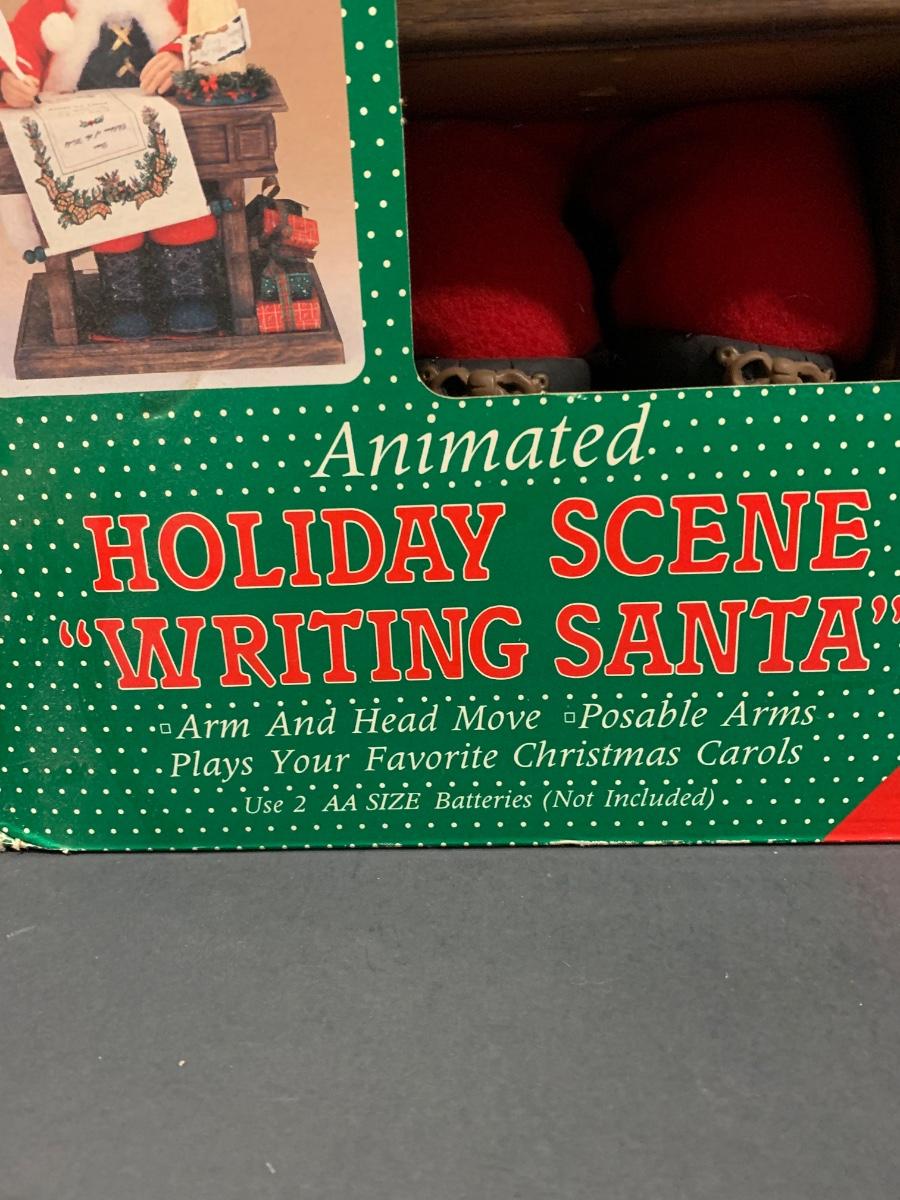 Animated
HOLIDAY SCENE
“WRITING SANTA”
▫Arm And Head Move ▫Posable Arms
Plays Your Favorite Christmas Carols
Use 2 AA SIZE Batteries (Not Included)